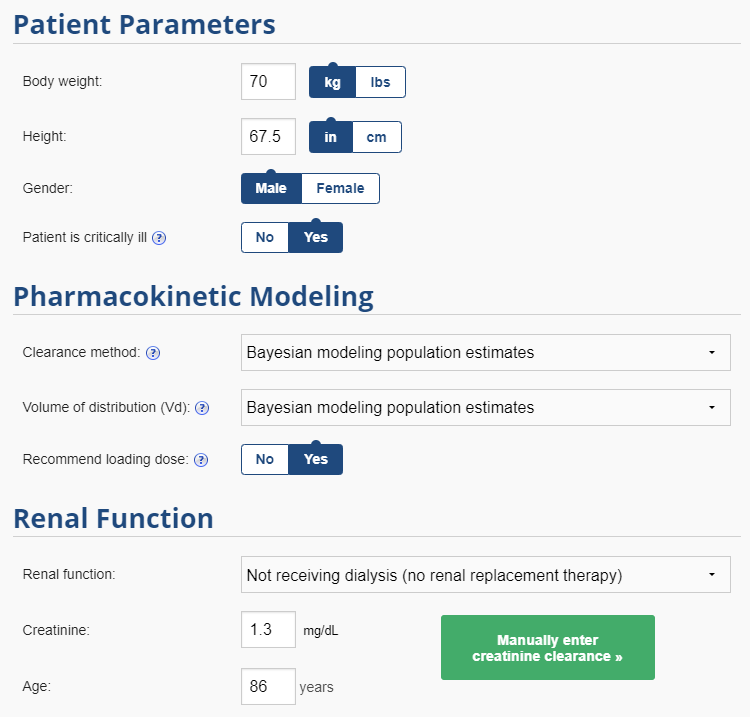 Patient Parameters
Body weight: 70 kg lbs
Height: 67.5 in cm
Gender: Male Female
Patient is critically ill ? No Yes
Pharmacokinetic Modeling
Clearance method: ? Bayesian modeling population estimates
Volume of distribution (Vd): ? Bayesian modeling population estimates
Recommend loading dose: ? No Yes
Renal Function
Renal function: Not receiving dialysis (no renal replacement therapy)
Creatinine: 1.3 mg/dL
Manually enter
creatinine clearance »
Age: 86 years